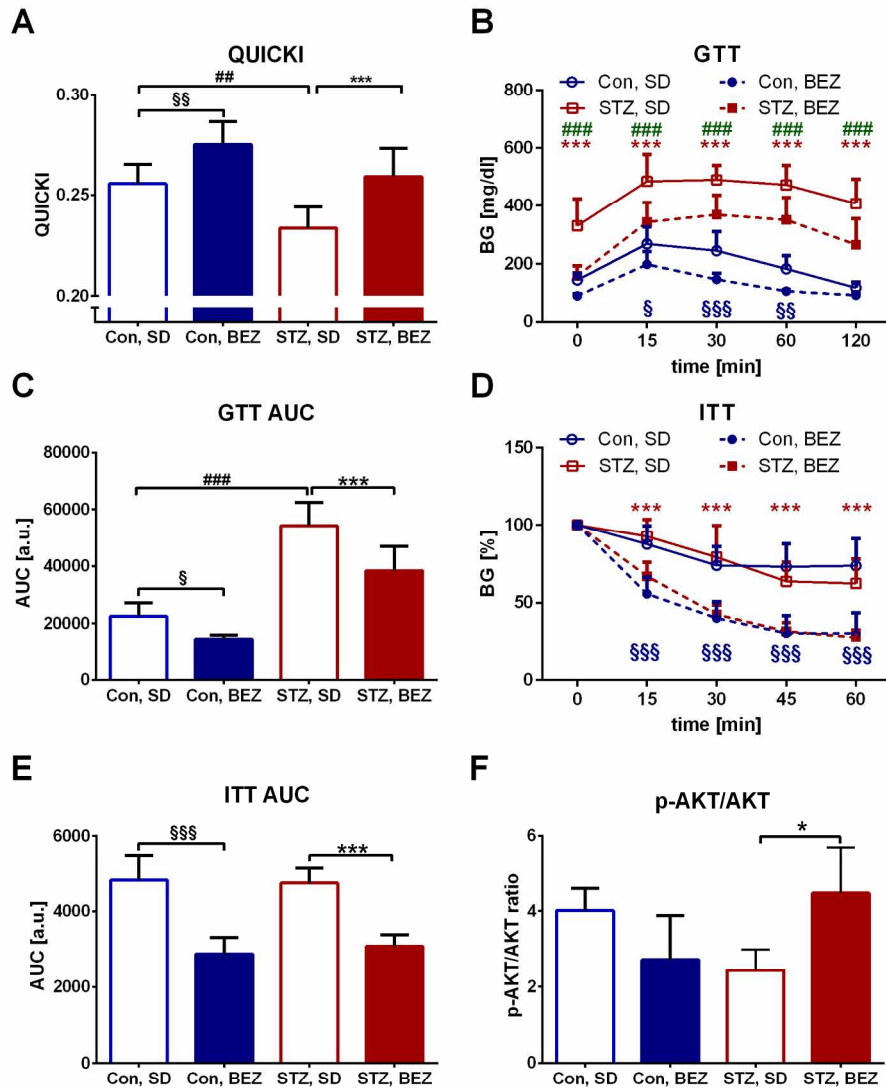 A
QUICKI
##
***
§§
0.30
0.25
0.20
QUICKI
Con, SD Con, BEZ STZ, SD STZ, BEZ
B
GTT
Con, SD Con, BEZ
STZ, SD STZ, BEZ
800
600
400
200
0
BG [mg/dl]
### ### ### ### ###
*** *** *** *** ***
§ §§§ §§
0 15 30 60 120
time [min]
C
GTT AUC
80000
60000
40000
20000
0
AUC [a.u.]
###
***
§
Con, SD Con, BEZ STZ, SD STZ, BEZ
D
ITT
Con, SD Con, BEZ
STZ, SD STZ, BEZ
150
100
50
0
BG [%]
*** *** *** ***
§§§ §§§ §§§ §§§
0 15 30 45 60
time [min]
E
ITT AUC
6000
4000
2000
0
AUC [a.u.]
§§§
***
Con, SD Con, BEZ STZ, SD STZ, BEZ
F
p-AKT/AKT
6
4
2
0
p-AKT/AKT ratio
*
Con, SD Con, BEZ STZ, SD STZ, BEZ